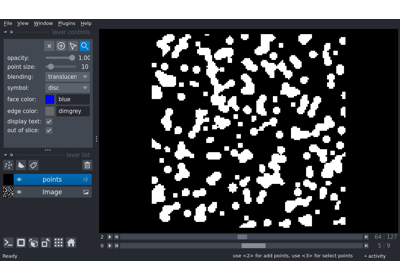 File View Window Plugins Help
layer controls
opacity: 1.00
point size: 10
blending: translucen
symbol: disc
face color: blue
edge color: dimgrey
display text:
out of slice:
layer list
points
Image
2 64 127
0 5 9
Ready use <2> for add points, use <3> for select points activity